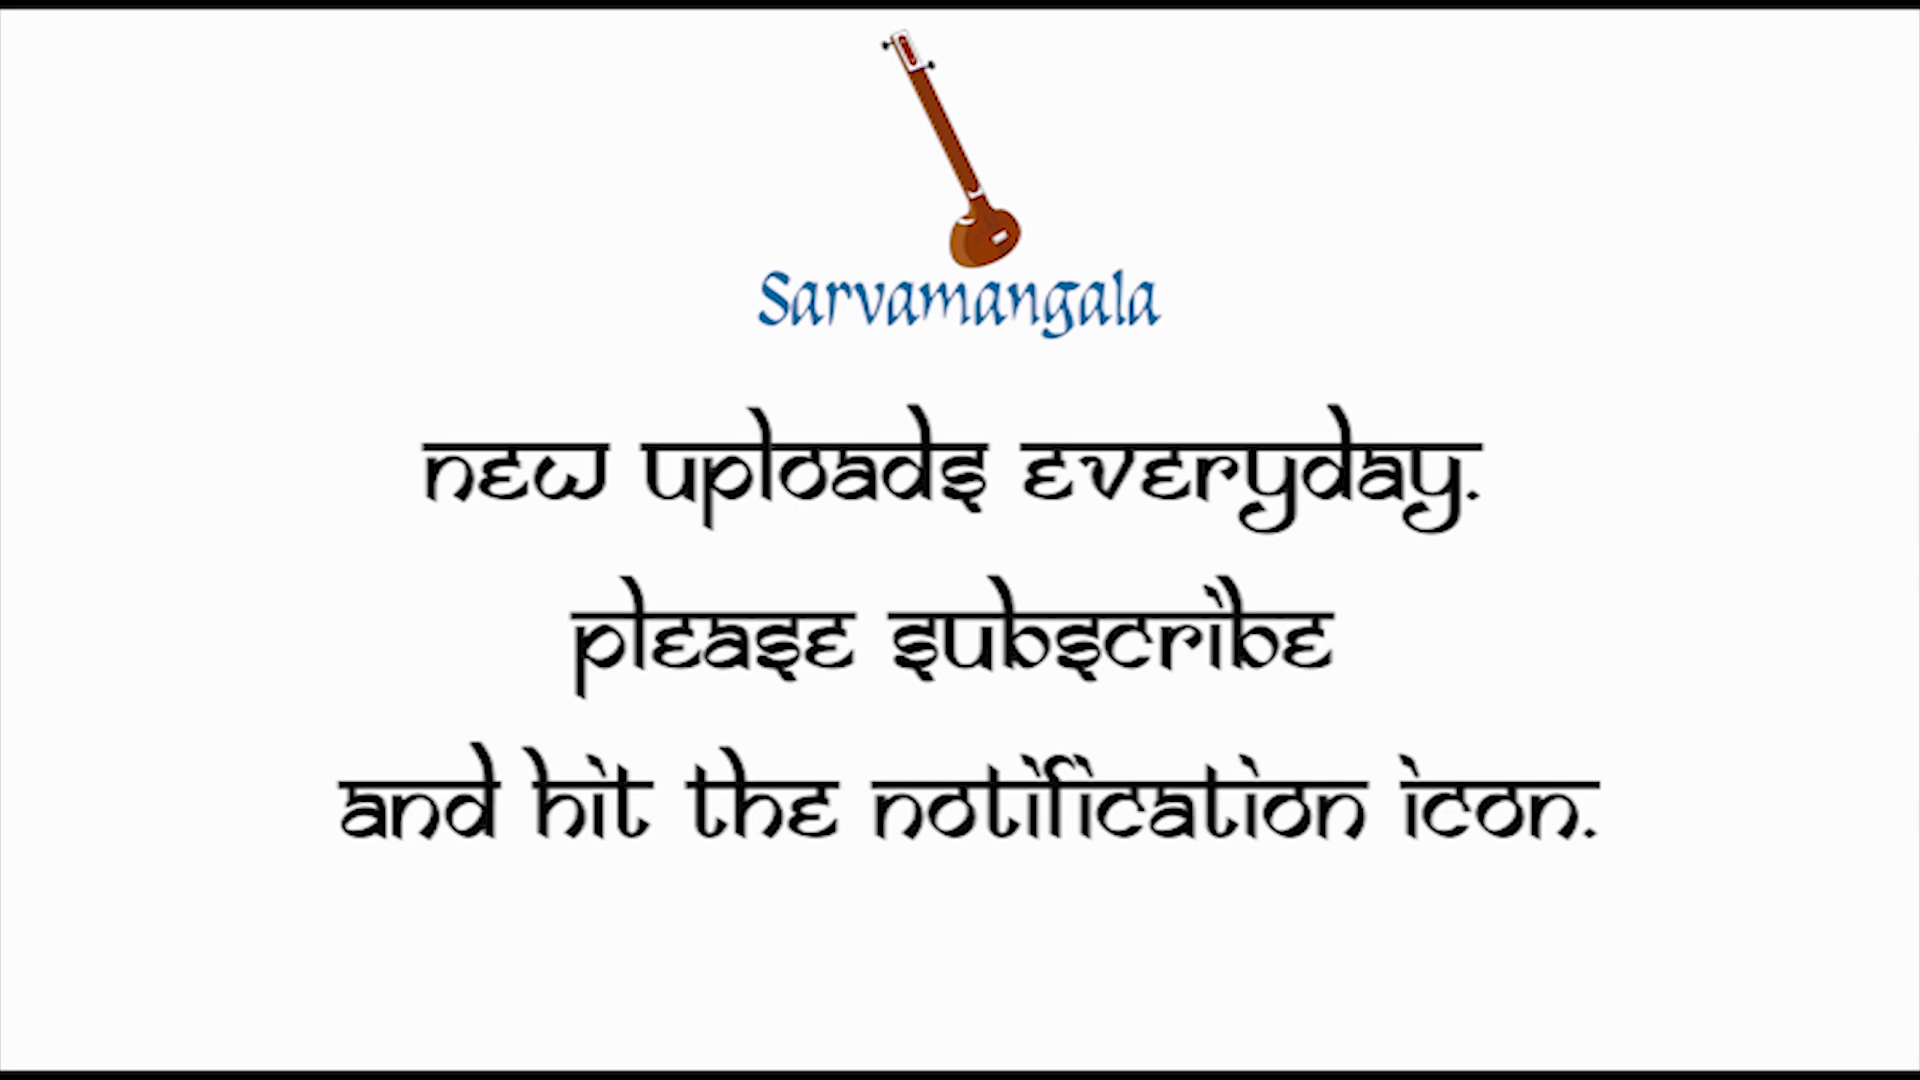 Sarvamangala
new uploads everyday.
please subscribe
and hit the notification icon.